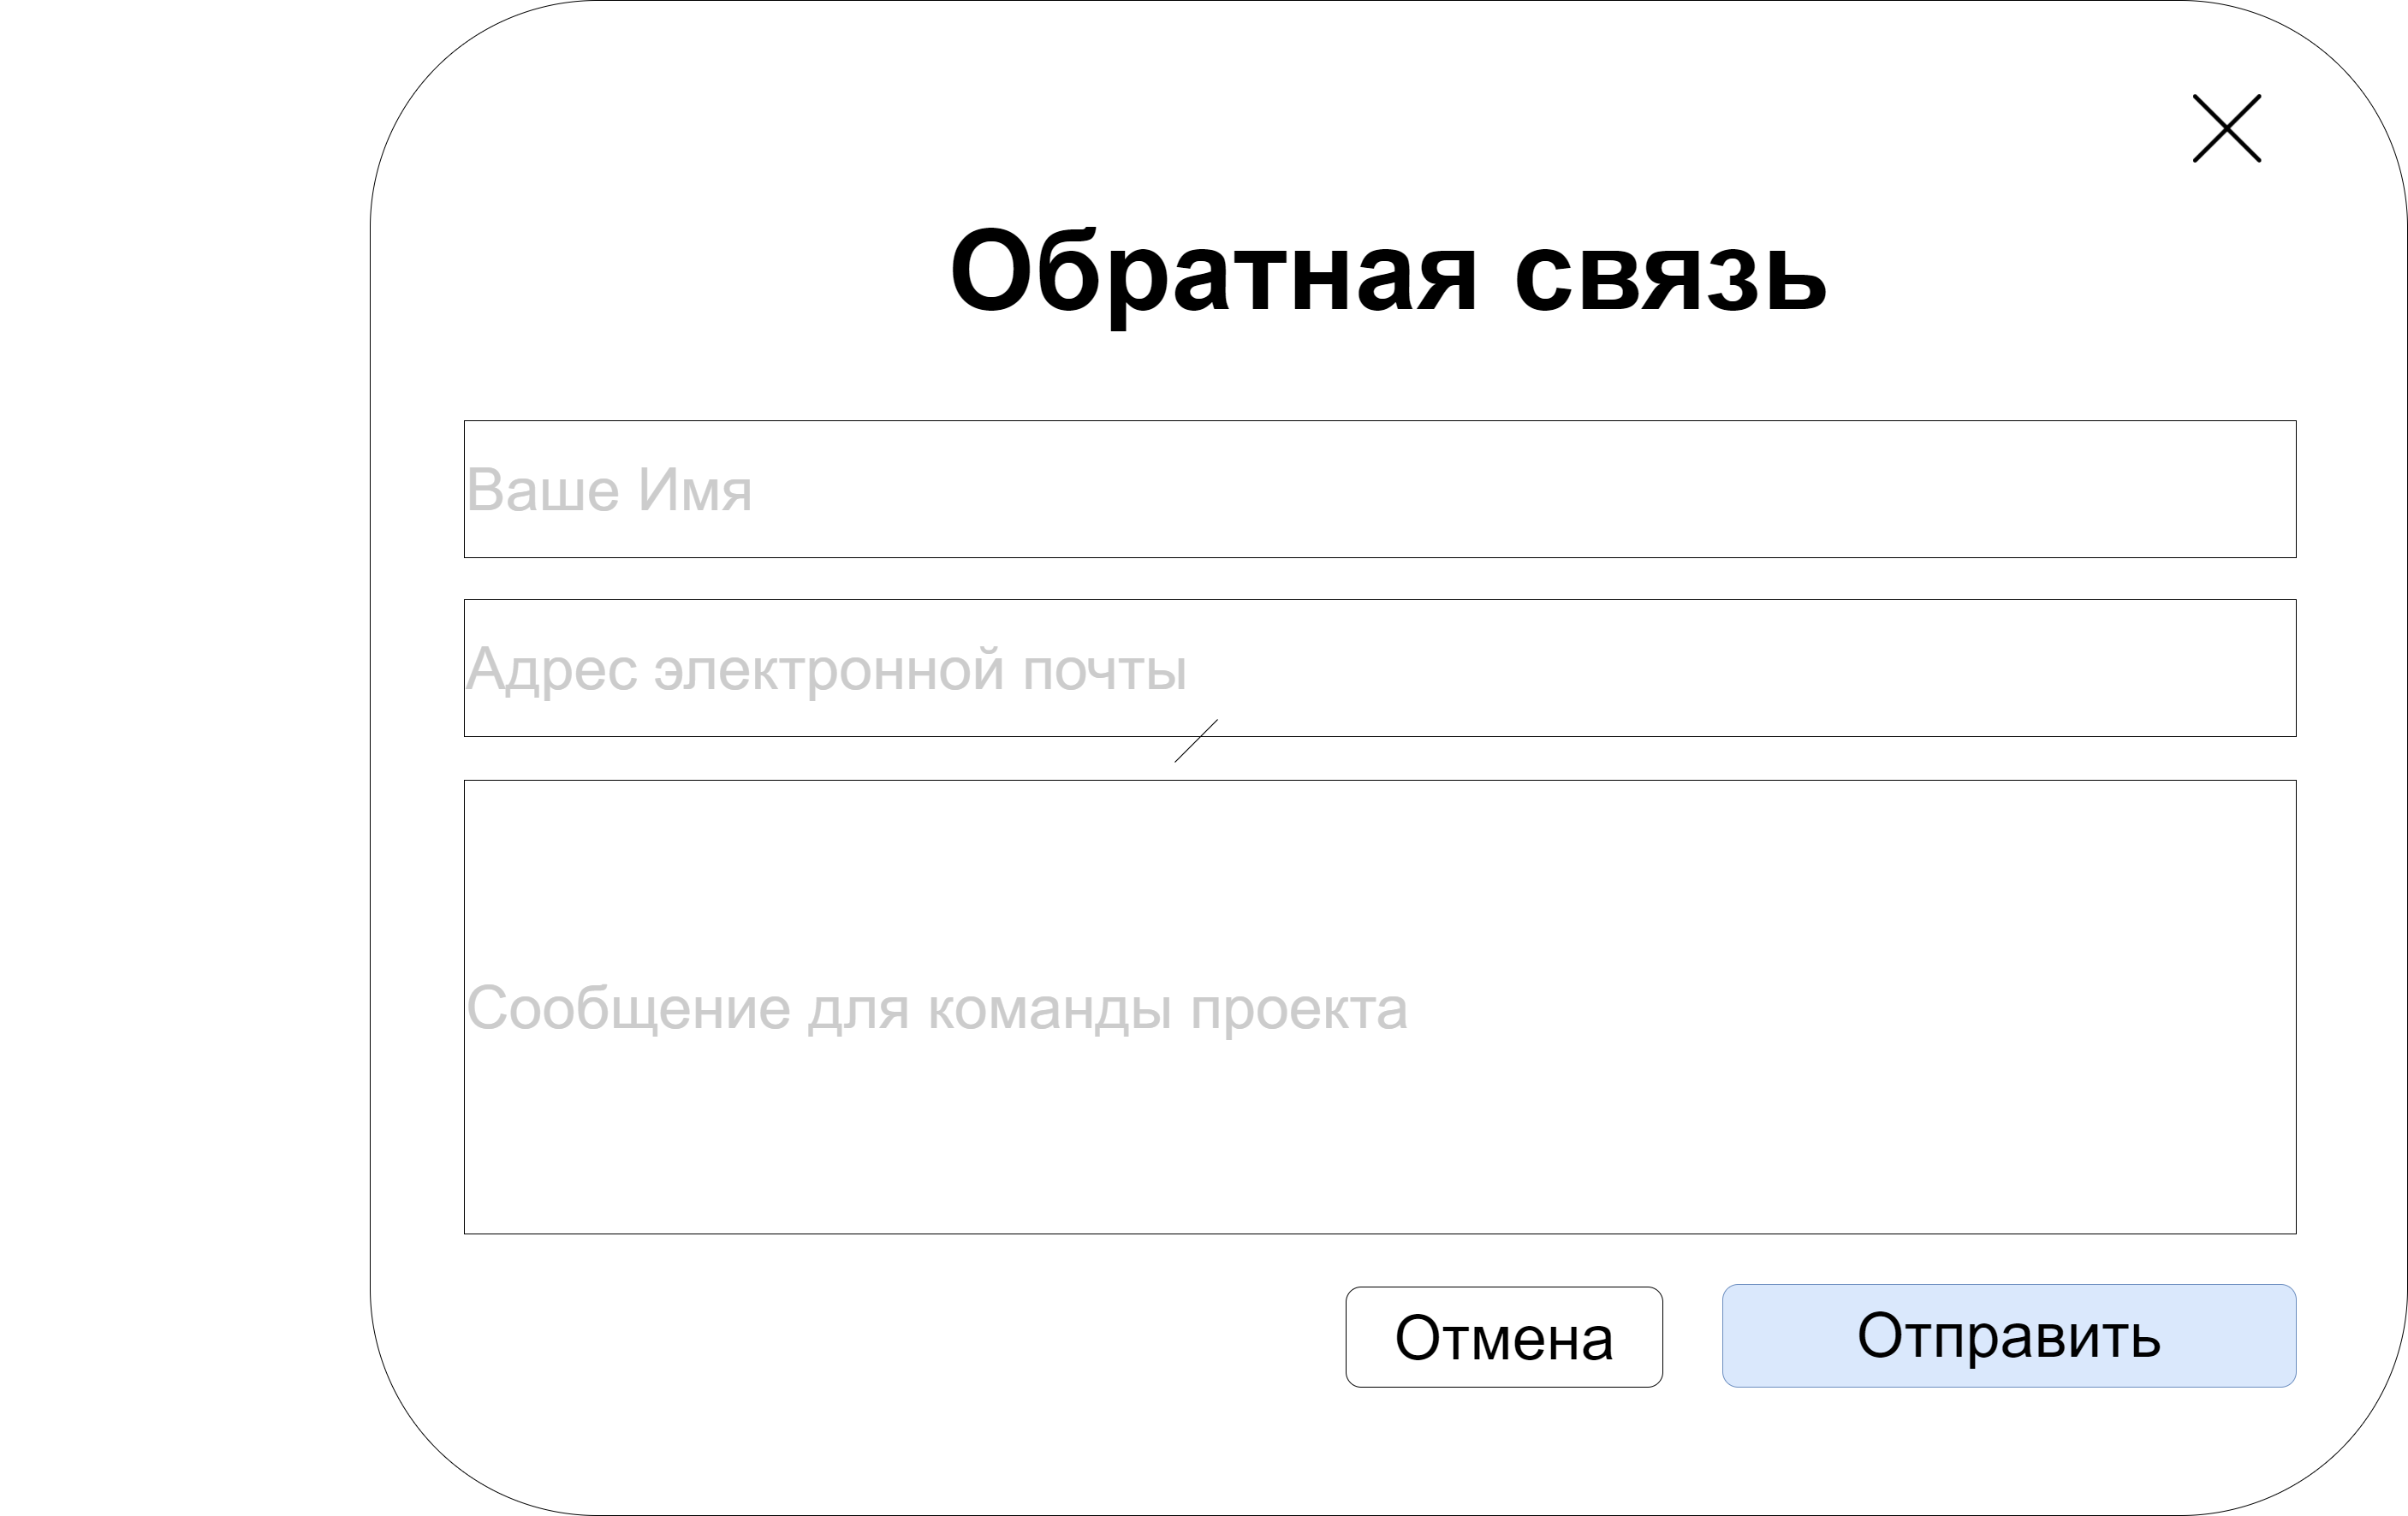 Обратная связь
Ваше Имя
Адрес электронной почты
Сообщение для команды проекта
Отмена
Отправить